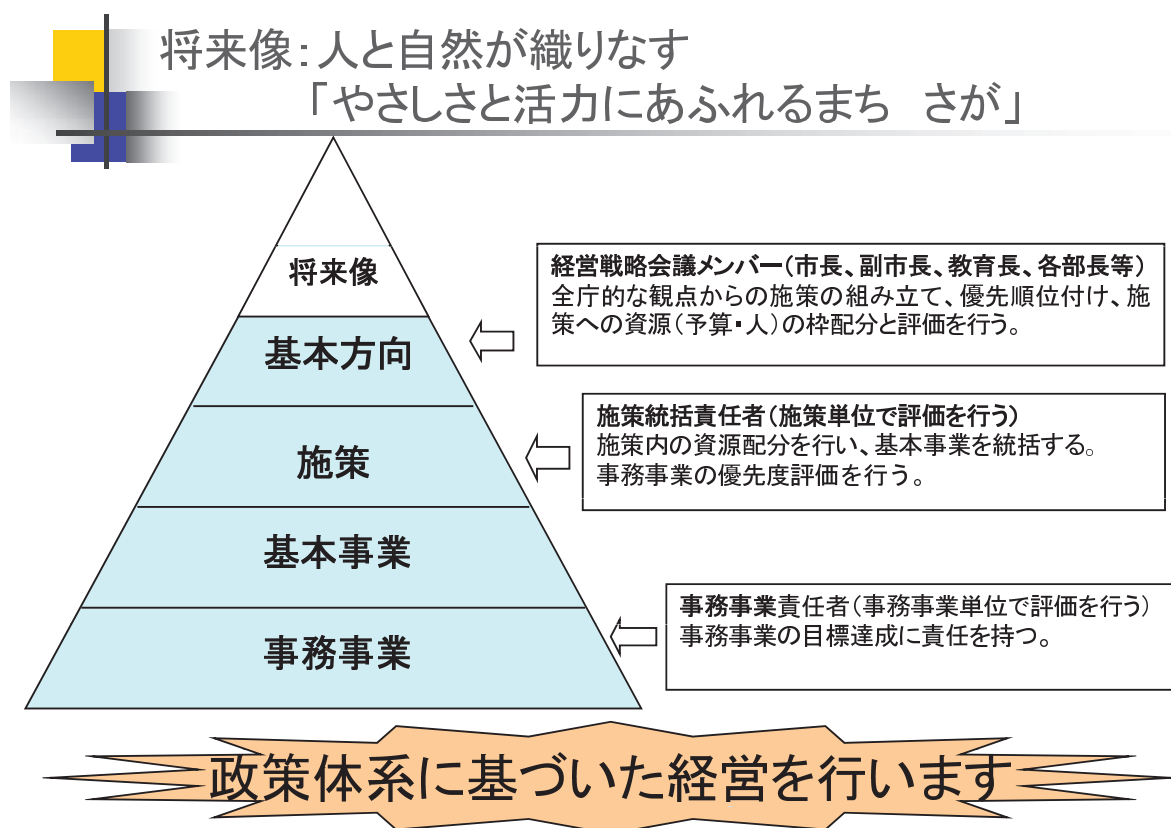 将来像:人と自然が織りなす
「やさしさと活力にあふれるまち　さが」
将来像
基本方向
施策
基本事業
事務事業
経営戦略会議メンバー(市長、副市長、教育長、各部長等)
全庁的な観点からの施策の組み立て、優先順位付け、施
策への資源(予算・人)の枠配分と評価を行う。
施策統括責任者(施策単位で評価を行う)
施策内の資源配分を行い、基本事業を統括する。
事務事業の優先度評価を行う。
事務事業責任者(事務事業単位で評価を行う)
事務事業の目標達成に責任を持つ。
政策体系に基づいた経営を行います